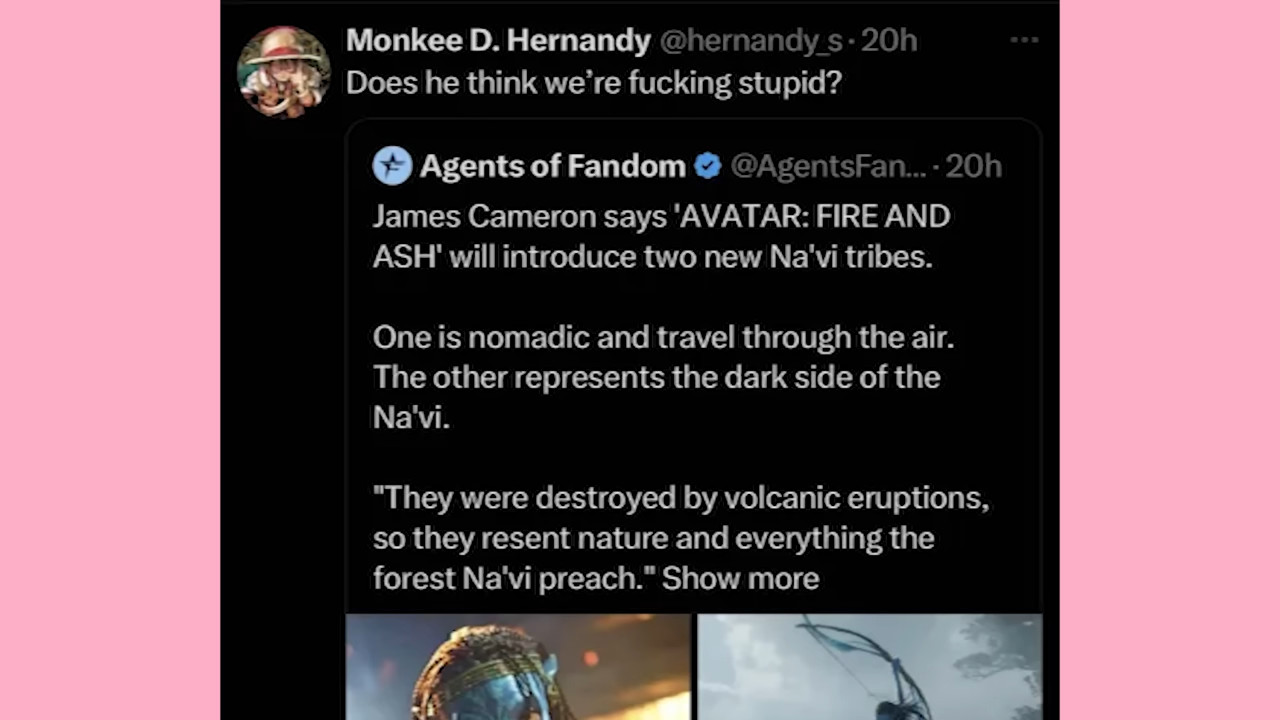 Monkee D. Hernandy @hernandy_s · 20h
Does he think we’re fucking stupid?
Agents of Fandom @AgentsFan... · 20h
James Cameron says 'AVATAR: FIRE AND
ASH' will introduce two new Na'vi tribes.
One is nomadic and travel through the air.
The other represents the dark side of the
Na'vi.
"They were destroyed by volcanic eruptions,
so they resent nature and everything the
forest Na'vi preach." Show more